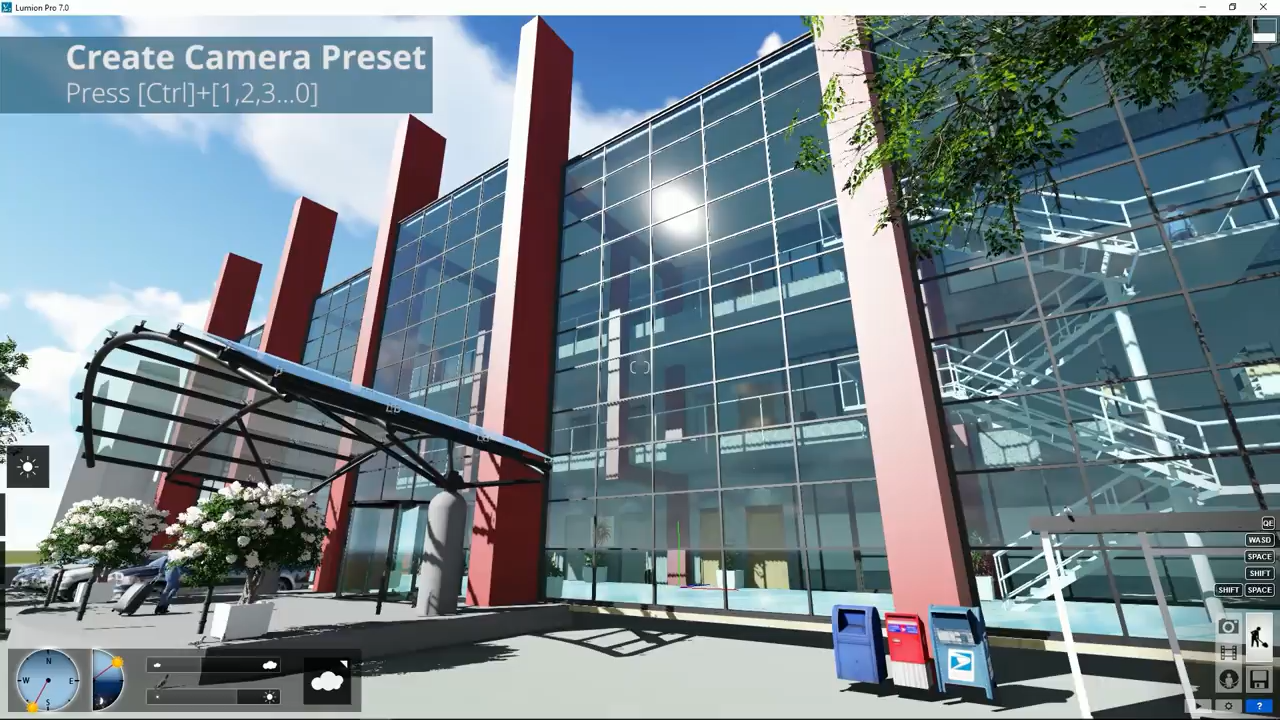 Lumion Pro 7.0
Create Camera Preset
Press [Ctrl]+[1,2,3...0]
QE
WASD
SPACE
SHIFT
SHIFT SPACE
N
W E
S
?